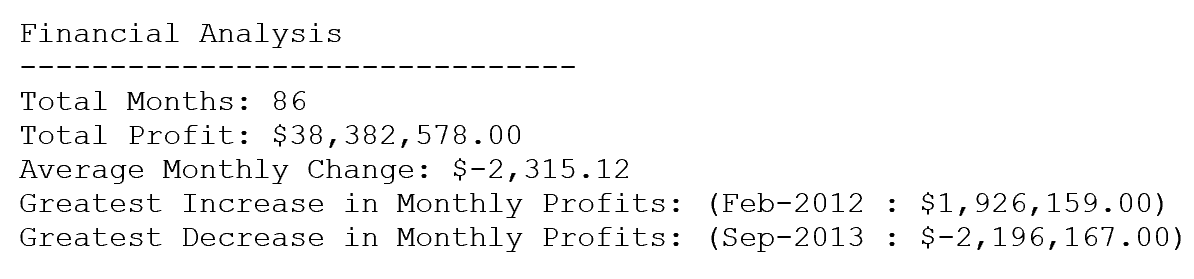 Financial Analysis
-------------------------------
Total Months: 86
Total Profit: $38,382,578.00
Average Monthly Change: $-2,315.12
Greatest Increase in Monthly Profits: (Feb-2012 : $1,926,159.00)
Greatest Decrease in Monthly Profits: (Sep-2013 : $-2,196,167.00)